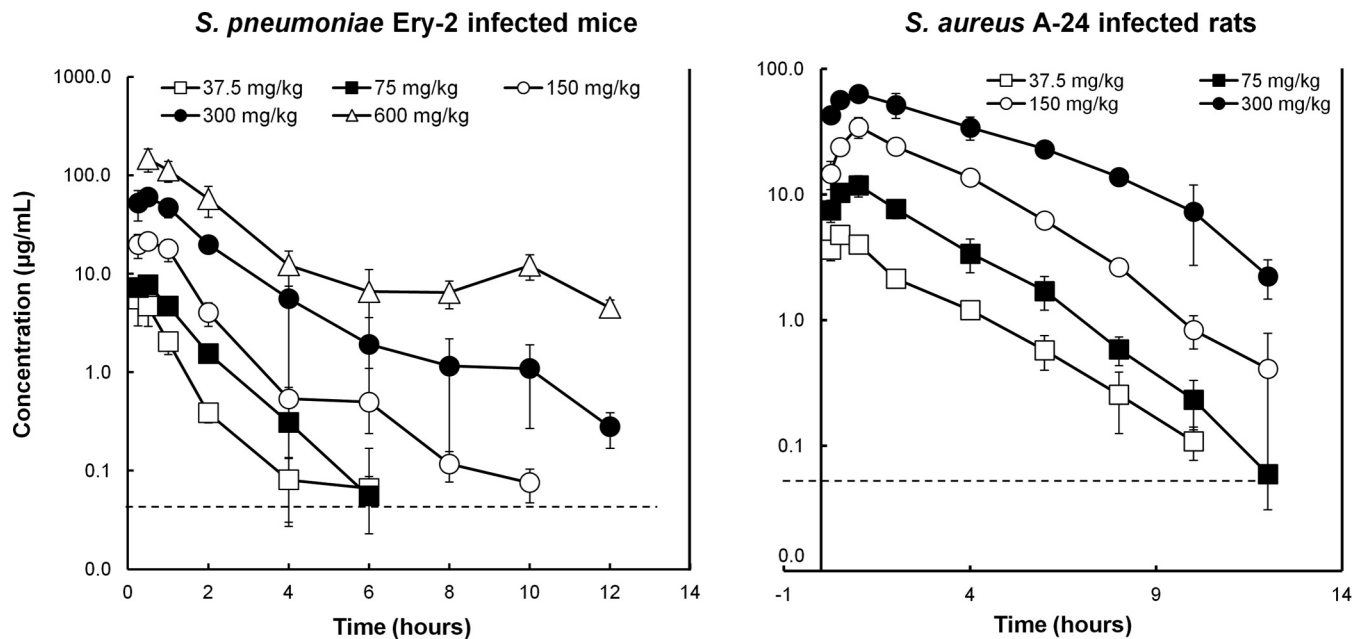 S. pneumoniae Ery-2 infected mice
37.5 mg/kg 75 mg/kg 150 mg/kg
300 mg/kg 600 mg/kg
1000.0
100.0
10.0
1.0
0.1
0.0
Concentration (µg/mL)
0 2 4 6 8 10 12 14
Time (hours)
S. aureus A-24 infected rats
37.5 mg/kg 75 mg/kg
150 mg/kg 300 mg/kg
100.0
10.0
1.0
0.1
0.0
-1 4 9 14
Time (hours)